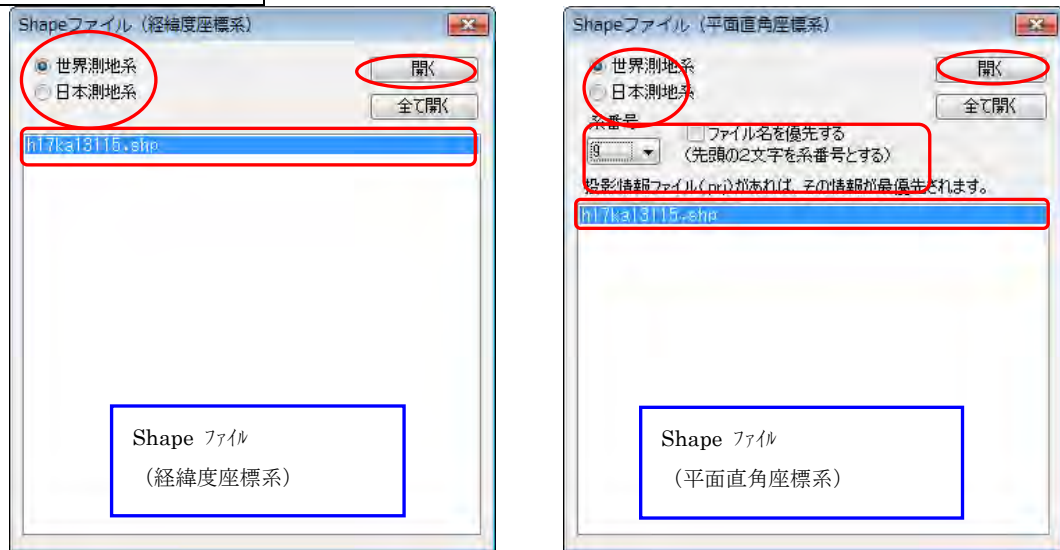 Shapeファイル（経緯度座標系）
世界測地系
日本測地系
開く
全て開く
h17ka13115.shp
Shape ファイル
（経緯度座標系）
Shapeファイル（平面直角座標系）
世界測地系
日本測地系
開く
全て開く
系番号
9
ファイル名を優先する
（先頭の2文字を系番号とする）
投影情報ファイル(prj)があれば、その情報が最優先されます。
h17ka13115.shp
Shape ファイル
（平面直角座標系）